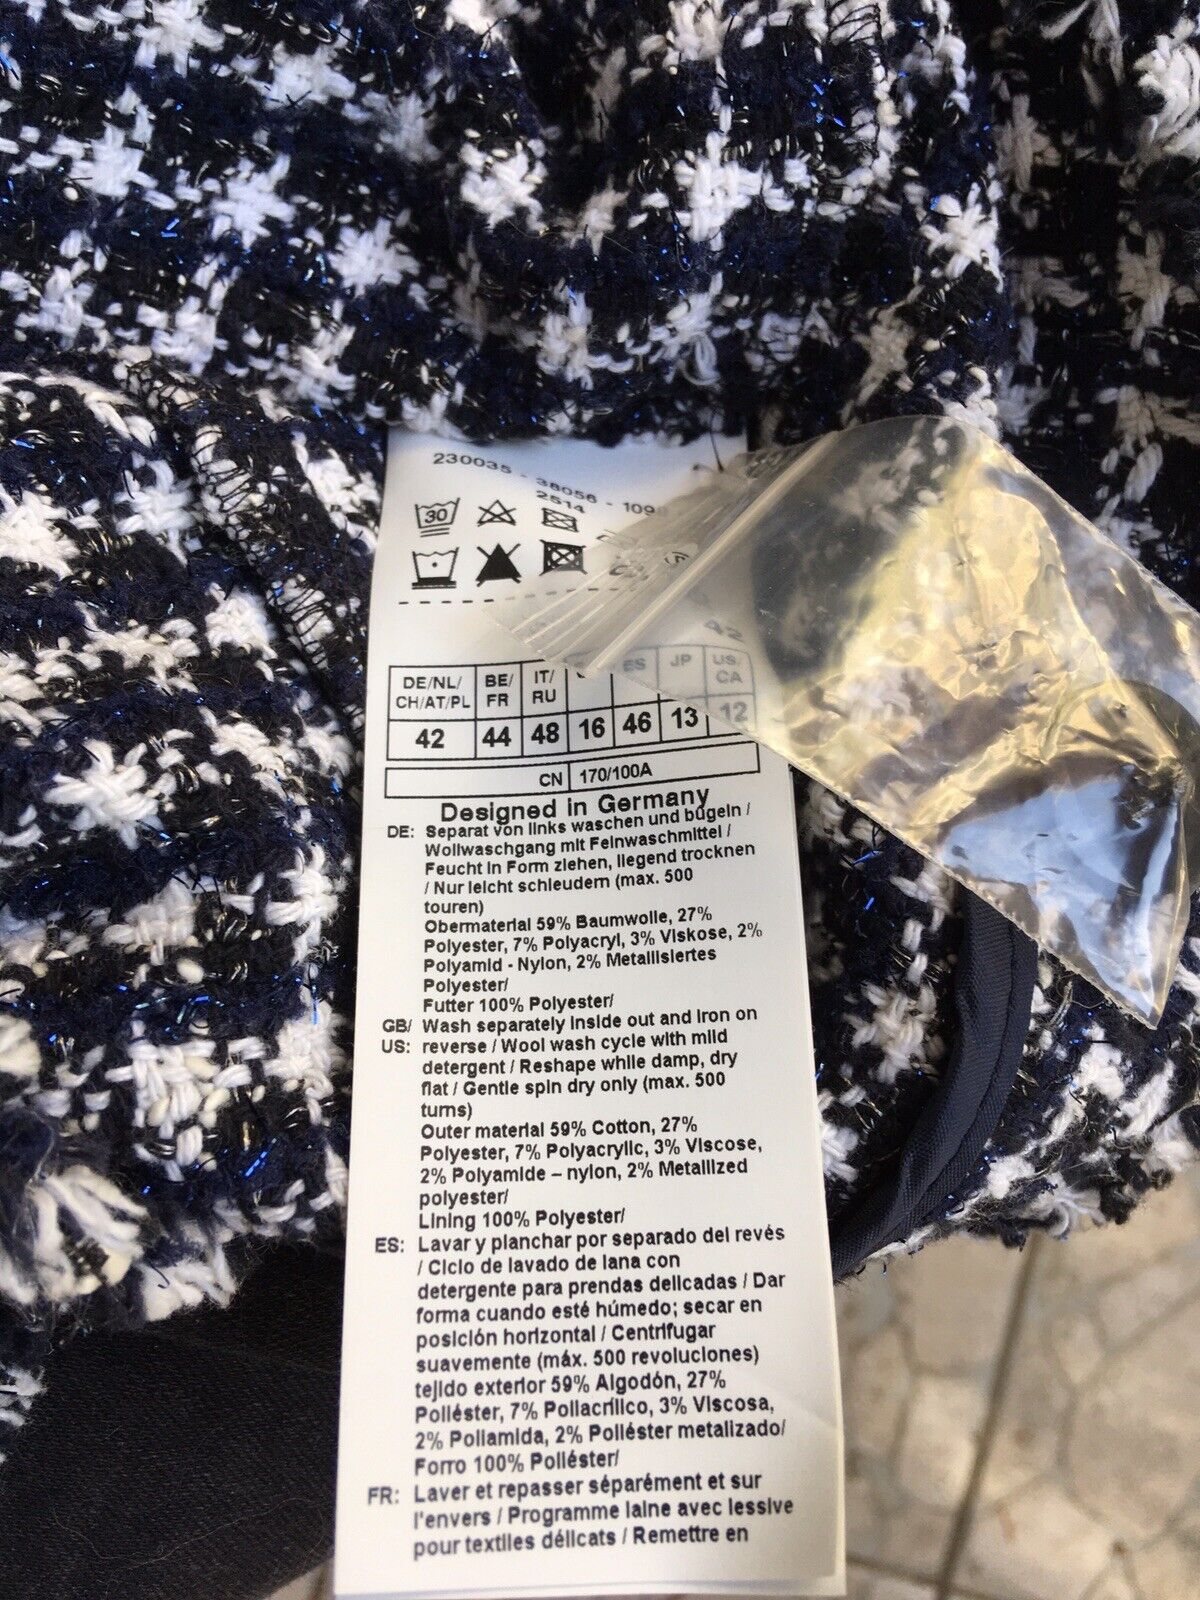 230035 - 38056 - 109
2514
30
42
DE/NL/ CH/AT/PL BE/ FR IT/ RU ES JP US/ CA
42 44 48 16 46 13 12
CN 170/100A
Designed in Germany
DE: Separat von links waschen und bügeln /
Wollwaschgang mit Feinwaschmittel /
Feucht in Form ziehen, liegend trocknen
/ Nur leicht schleudern (max. 500
touren)
Obermaterial 59% Baumwolle, 27%
Polyester, 7% Polyacryl, 3% Viskose, 2%
Polyamid - Nylon, 2% Metallisiertes
Polyester/
Futter 100% Polyester/
GB/ Wash separately inside out and iron on
US: reverse / Wool wash cycle with mild
detergent / Reshape while damp, dry
flat / Gentle spin dry only (max. 500
turns)
Outer material 59% Cotton, 27%
Polyester, 7% Polyacrylic, 3% Viscose,
2% Polyamide – nylon, 2% Metallized
polyester/
Lining 100% Polyester/
ES: Lavar y planchar por separado del revés
/ Ciclo de lavado de lana con
detergente para prendas delicadas / Dar
forma cuando esté húmedo; secar en
posición horizontal / Centrifugar
suavemente (máx. 500 revoluciones)
tejido exterior 59% Algodón, 27%
Poliéster, 7% Poliacrílico, 3% Viscosa,
2% Poliamida, 2% Poliéster metalizado/
Forro 100% Poliéster/
FR: Laver et repasser séparément et sur
l'envers / Programme laine avec lessive
pour textiles délicats / Remettre en